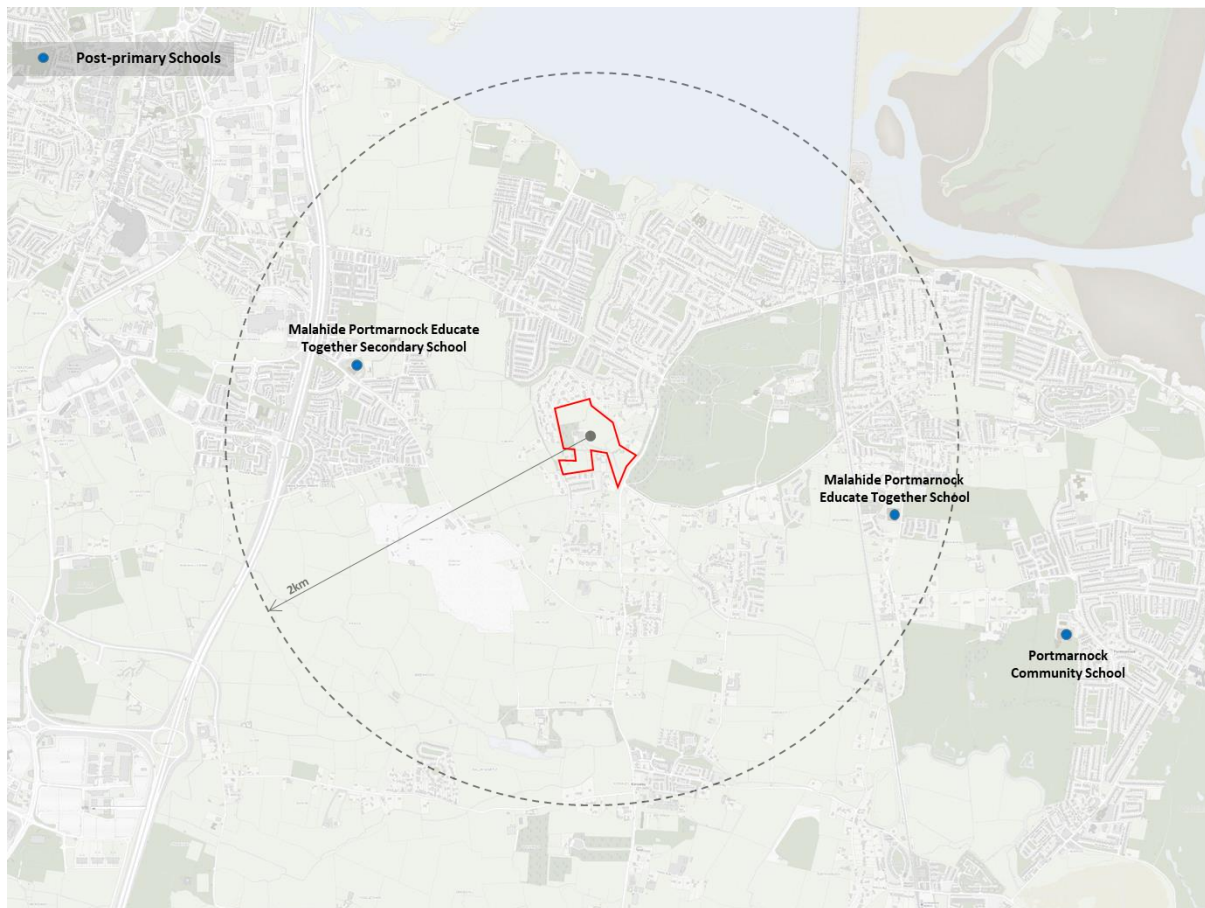 Post-primary Schools
Malahide Portmarnock Educate
Together Secondary School
Malahide Portmarnock
Educate Together School
2km
Portmarnock
Community School